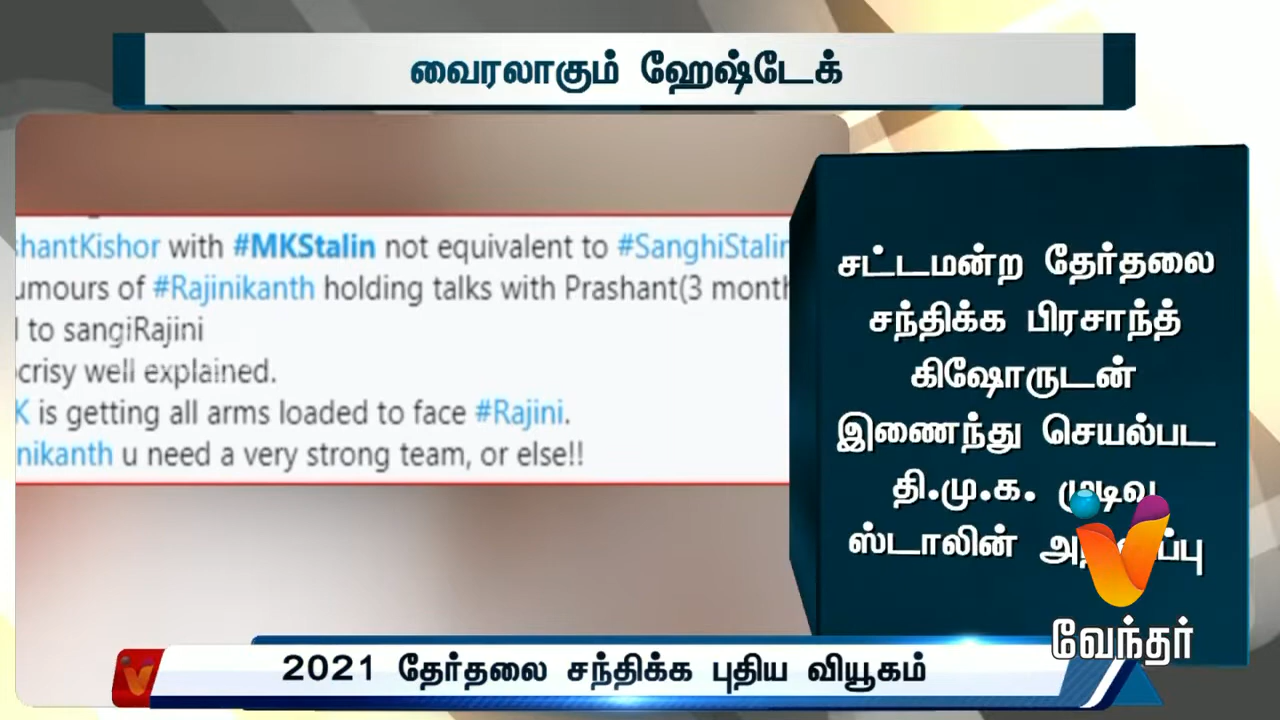 வைரலாகும் ஹேஷ்டேக்
shantKishor with #MKStalin not equivalent to #SanghiStalin
umours of #Rajinikanth holding talks with Prashant(3 month
l to sangiRajini
crisy well explained.
K is getting all arms loaded to face #Rajini.
nikanth u need a very strong team, or else!!
சட்டமன்ற தேர்தலை
சந்திக்க பிரசாந்த்
கிஷோருடன்
இணைந்து செயல்பட
தி.மு.க. முடிவு
ஸ்டாலின்
வேந்தர்
2021 தேர்தலை சந்திக்க புதிய வியூகம்